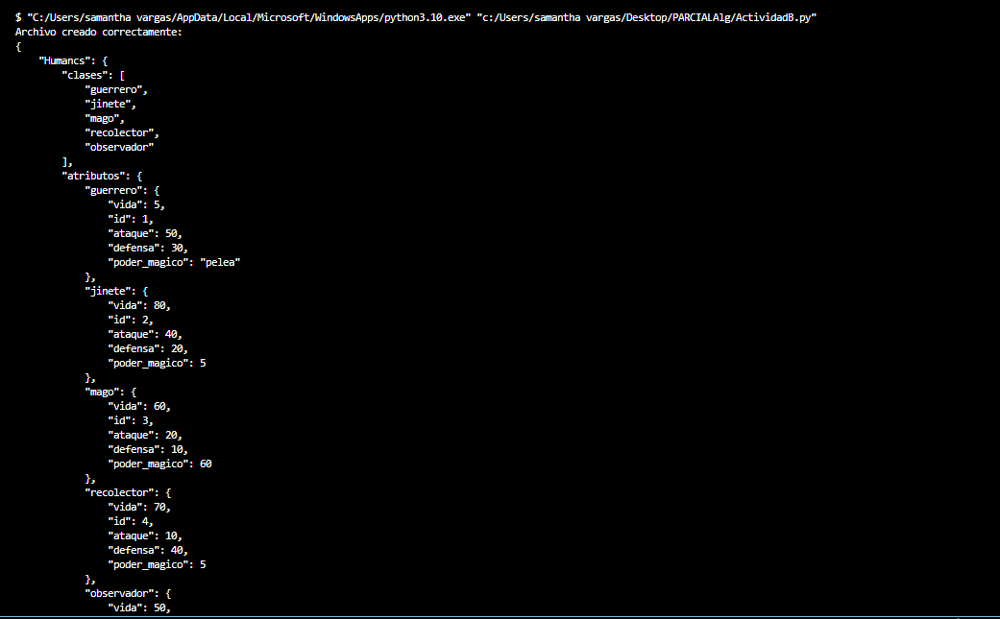 $ "C:/Users/samantha vargas/AppData/Local/Microsoft/WindowsApps/python3.10.exe" "c:/Users/samantha vargas/Desktop/PARCIALAlg/ActividadB.py"
Archivo creado correctamente:
{
    "Humancs": {
        "clases": [
            "guerrero",
            "jinete",
            "mago",
            "recolector",
            "observador"
        ],
        "atributos": {
            "guerrero": {
                "vida": 5,
                "id": 1,
                "ataque": 50,
                "defensa": 30,
                "poder_magico": "pelea"
            },
            "jinete": {
                "vida": 80,
                "id": 2,
                "ataque": 40,
                "defensa": 20,
                "poder_magico": 5
            },
            "mago": {
                "vida": 60,
                "id": 3,
                "ataque": 20,
                "defensa": 10,
                "poder_magico": 60
            },
            "recolector": {
                "vida": 70,
                "id": 4,
                "ataque": 10,
                "defensa": 40,
                "poder_magico": 5
            },
            "observador": {
                "vida": 50,